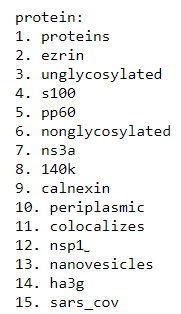 protein:
1. proteins
2. ezrin
3. unglycosylated
4. s100
5. pp60
6. nonglycosylated
7. ns3a
8. 140k
9. calnexin
10. periplasmic
11. colocalizes
12. nsp1_
13. nanovesicles
14. ha3g
15. sars_cov